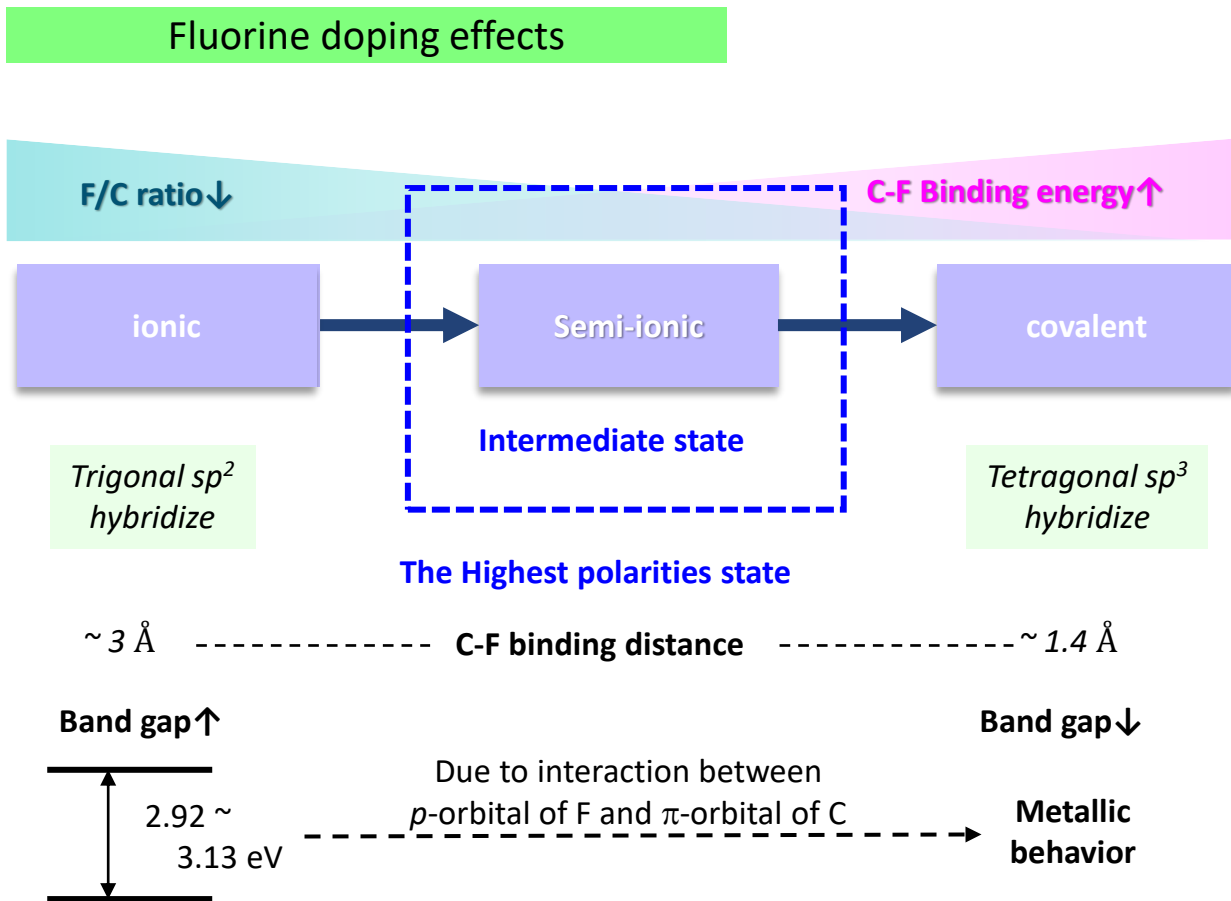 Fluorine doping effects
F/C ratio↓
C-F Binding energy↑
ionic
Semi-ionic
covalent
Intermediate state
Trigonal sp²
hybridize
Tetragonal sp³
hybridize
The Highest polarities state
~ 3 Å
C-F binding distance
~ 1.4 Å
Band gap↑
Band gap↓
Due to interaction between
p-orbital of F and π-orbital of C
2.92 ~
3.13 eV
Metallic
behavior